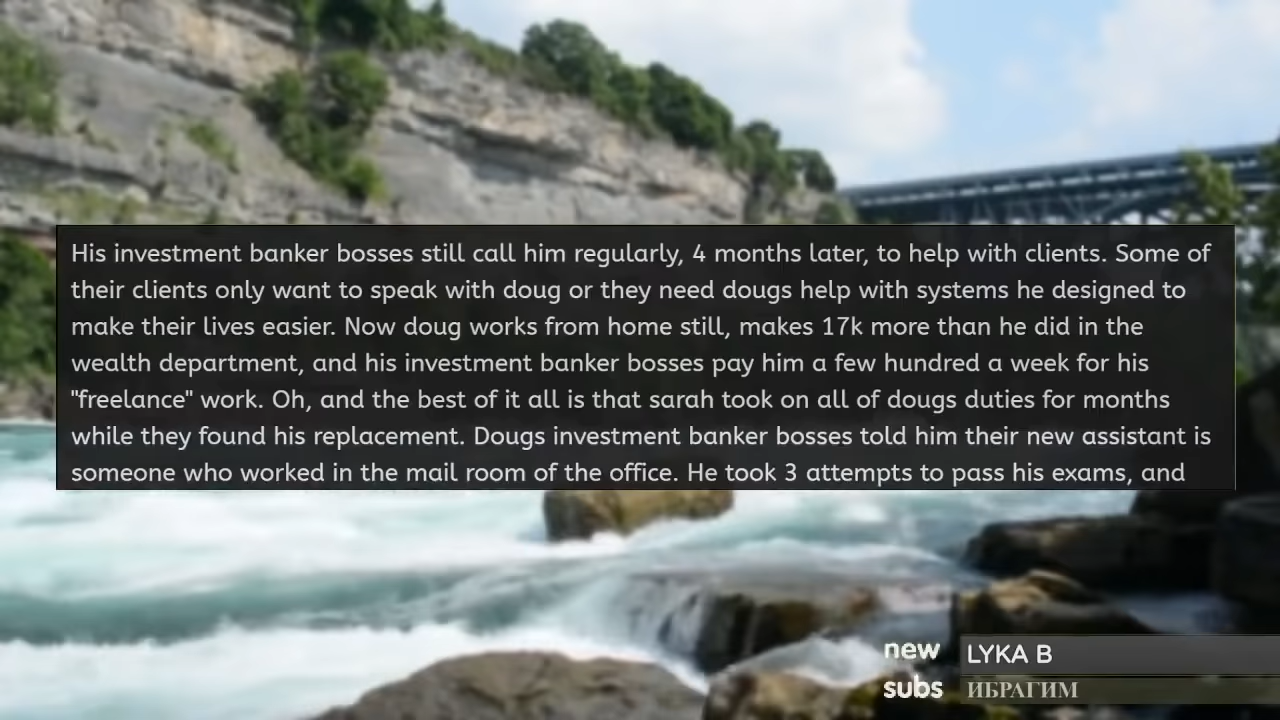 His investment banker bosses still call him regularly, 4 months later, to help with clients. Some of
their clients only want to speak with doug or they need dougs help with systems he designed to
make their lives easier. Now doug works from home still, makes 17k more than he did in the
wealth department, and his investment banker bosses pay him a few hundred a week for his
"freelance" work. Oh, and the best of it all is that sarah took on all of dougs duties for months
while they found his replacement. Dougs investment banker bosses told him their new assistant is
someone who worked in the mail room of the office. He took 3 attempts to pass his exams, and
new
LYKA B
subs
ИБРАГИМ